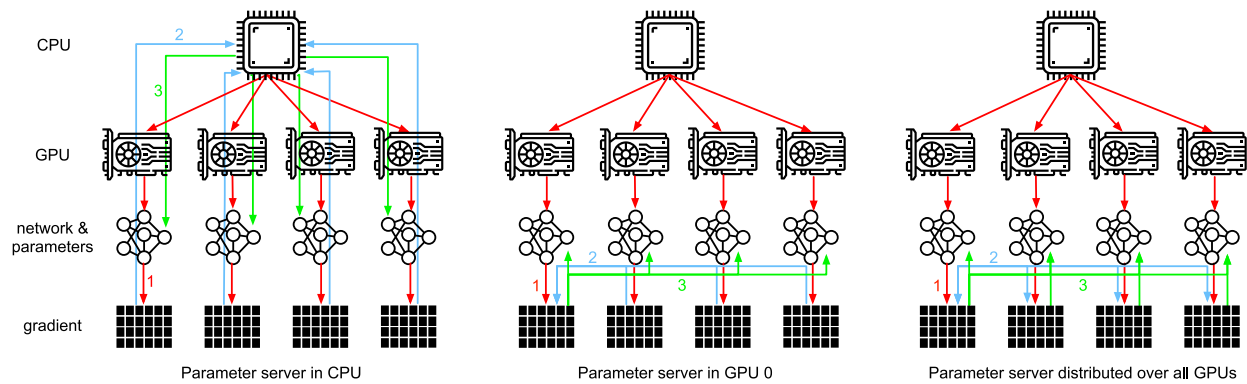 CPU
2
3
GPU
network &
parameters
1
gradient
Parameter server in CPU
2
1
3
Parameter server in GPU 0
2
1
3
Parameter server distributed over all GPUs